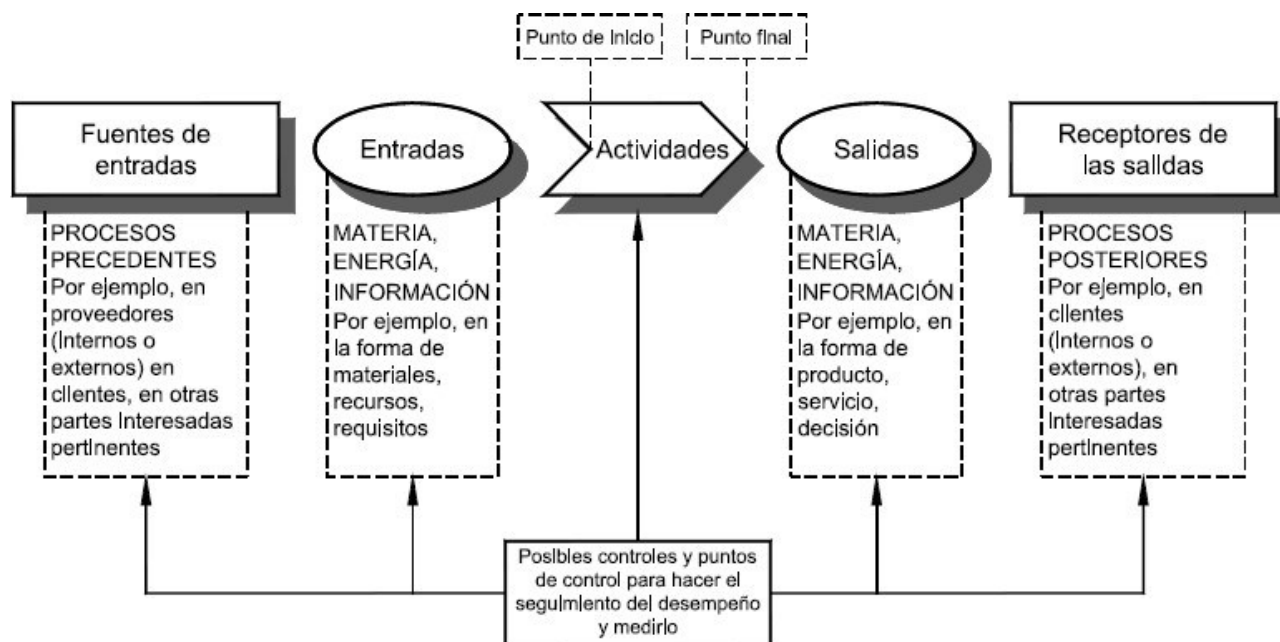 Punto de inicio
Punto final
Fuentes de
entradas
Entradas
Actividades
Salidas
Receptores de
las salidas
PROCESOS
PRECEDENTES
Por ejemplo, en
proveedores
(internos o
externos) en
clientes, en otras
partes interesadas
pertinentes
MATERIA,
ENERGÍA,
INFORMACIÓN
Por ejemplo, en
la forma de
materiales,
recursos,
requisitos
MATERIA,
ENERGÍA,
INFORMACIÓN
Por ejemplo, en
la forma de
producto,
servicio,
decisión
PROCESOS
POSTERIORES
Por ejemplo, en
clientes
(internos o
externos), en
otras partes
interesadas
pertinentes
Posibles controles y puntos
de control para hacer el
seguimiento del desempeño
y medirlo